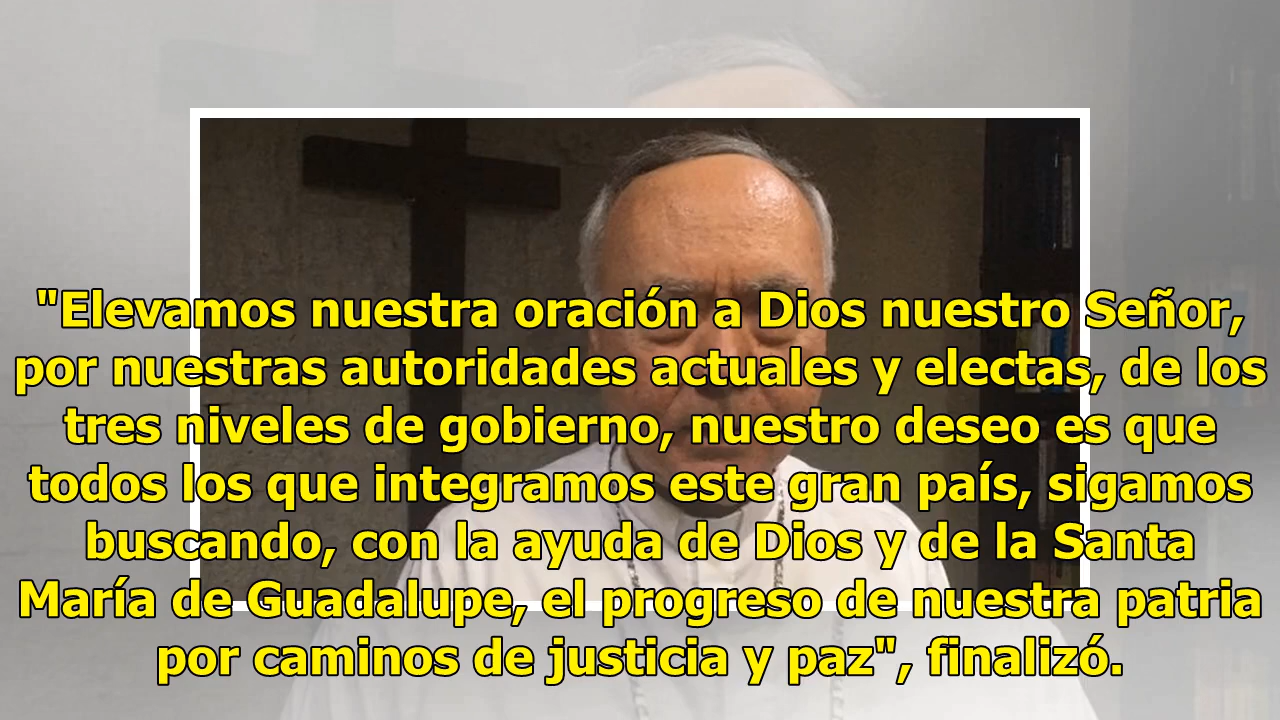 "Elevamos nuestra oración a Dios nuestro Señor,
por nuestras autoridades actuales y electas, de los
tres niveles de gobierno, nuestro deseo es que
todos los que integramos este gran país, sigamos
buscando, con la ayuda de Dios y de la Santa
María de Guadalupe, el progreso de nuestra patria
por caminos de justicia y paz", finalizó.